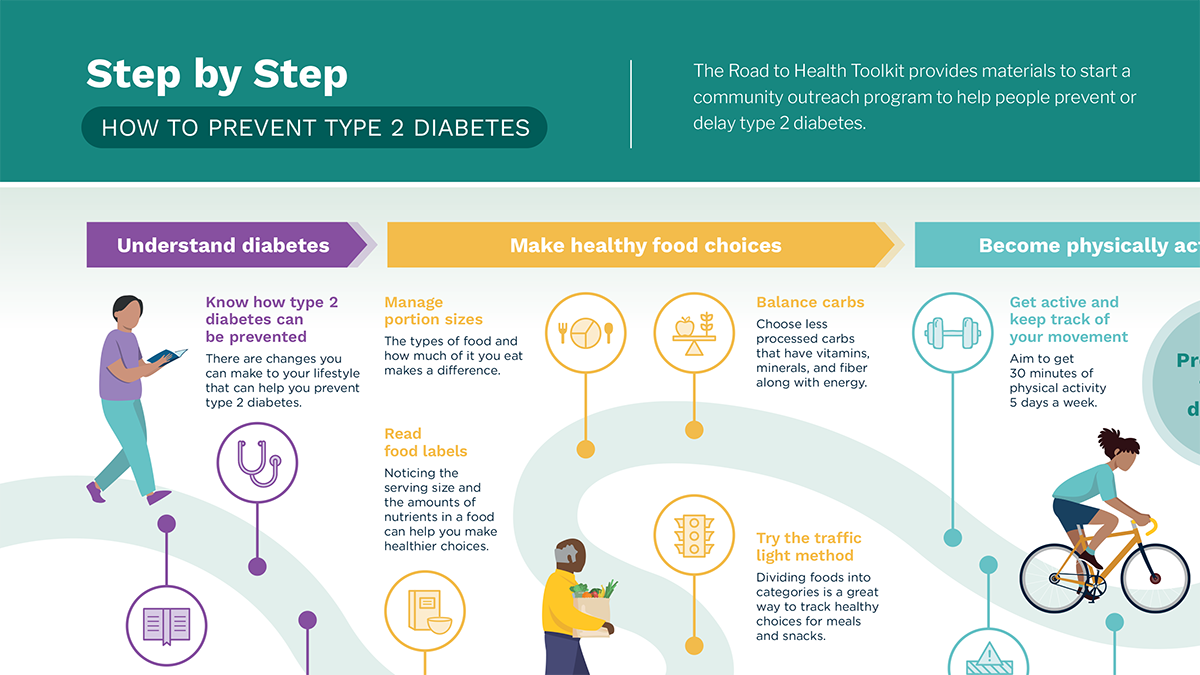 Step by Step
HOW TO PREVENT TYPE 2 DIABETES
The Road to Health Toolkit provides materials to start a
community outreach program to help people prevent or
delay type 2 diabetes.
Understand diabetes
Know how type 2
diabetes can
be prevented
There are changes you
can make to your lifestyle
that can help you prevent
type 2 diabetes.
Make healthy food choices
Manage
portion sizes
The types of food and
how much of it you eat
makes a difference.
Read
food labels
Noticing the
serving size and
the amounts of
nutrients in a food
can help you make
healthier choices.
Balance carbs
Choose less
processed carbs
that have vitamins,
minerals, and fiber
along with energy.
Try the traffic
light method
Dividing foods into
categories is a great
way to track healthy
choices for meals
and snacks.
Become physically
Get active and
keep track of
your movement
Aim to get
30 minutes of
physical activity
5 days a week.